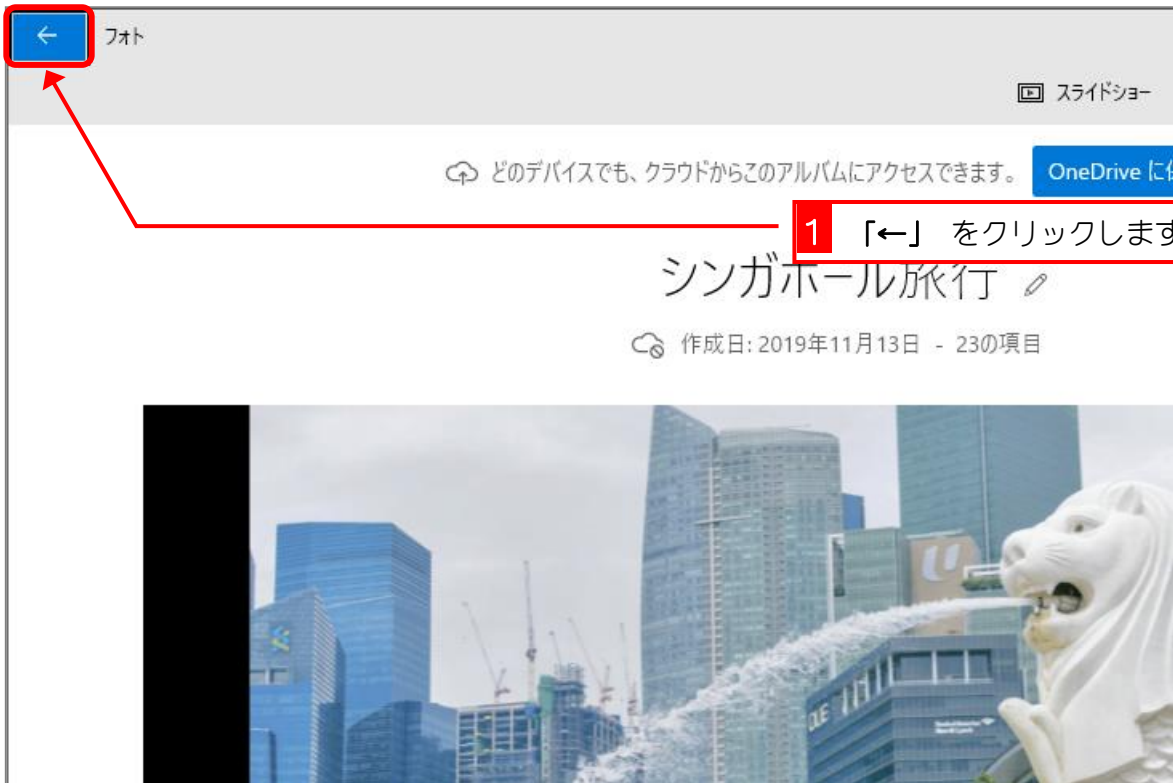 ← フォト
スライドショー
どのデバイスでも、クラウドからこのアルバムにアクセスできます。 OneDrive に
1 「←」 をクリックします
シンガポール旅行
作成日: 2019年11月13日 - 23の項目
U
OUE